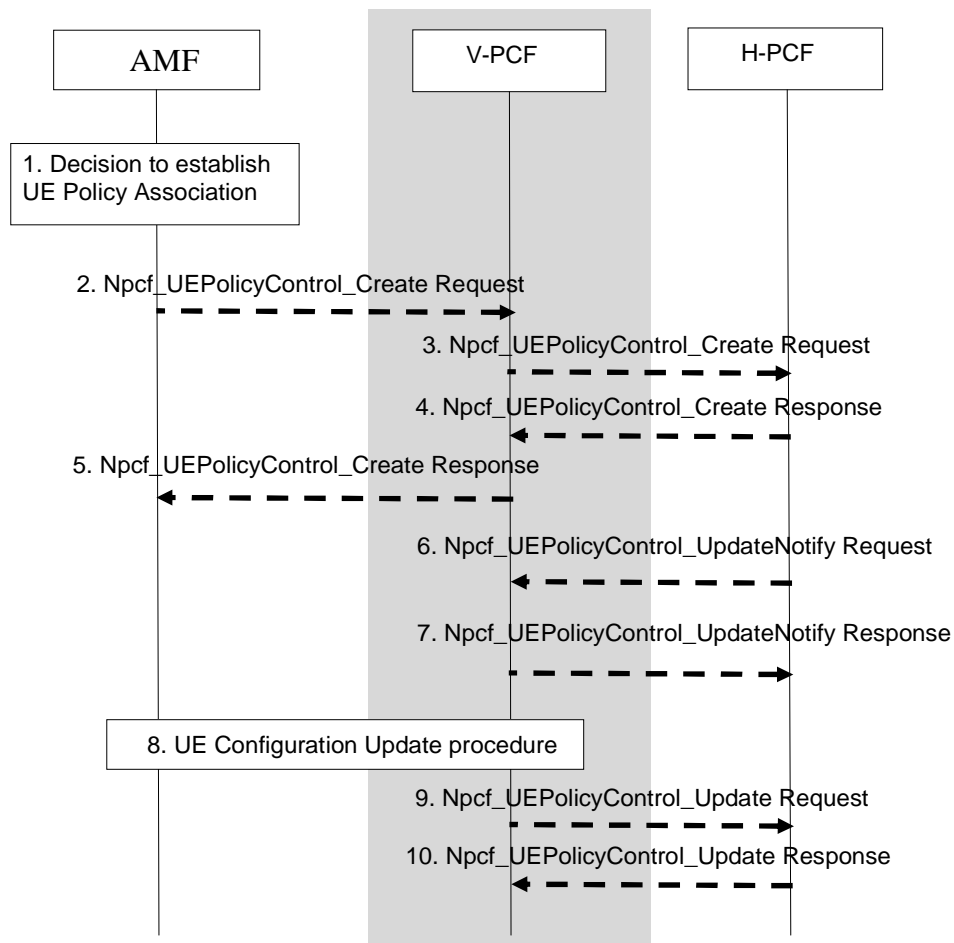 AMF
V-PCF
H-PCF
1. Decision to establish
UE Policy Association
2. Npcf_UEPolicyControl_Create Request
3. Npcf_UEPolicyControl_Create Request
4. Npcf_UEPolicyControl_Create Response
5. Npcf_UEPolicyControl_Create Response
6. Npcf_UEPolicyControl_UpdateNotify Request
7. Npcf_UEPolicyControl_UpdateNotify Response
8. UE Configuration Update procedure
9. Npcf_UEPolicyControl_Update Request
10. Npcf_UEPolicyControl_Update Response